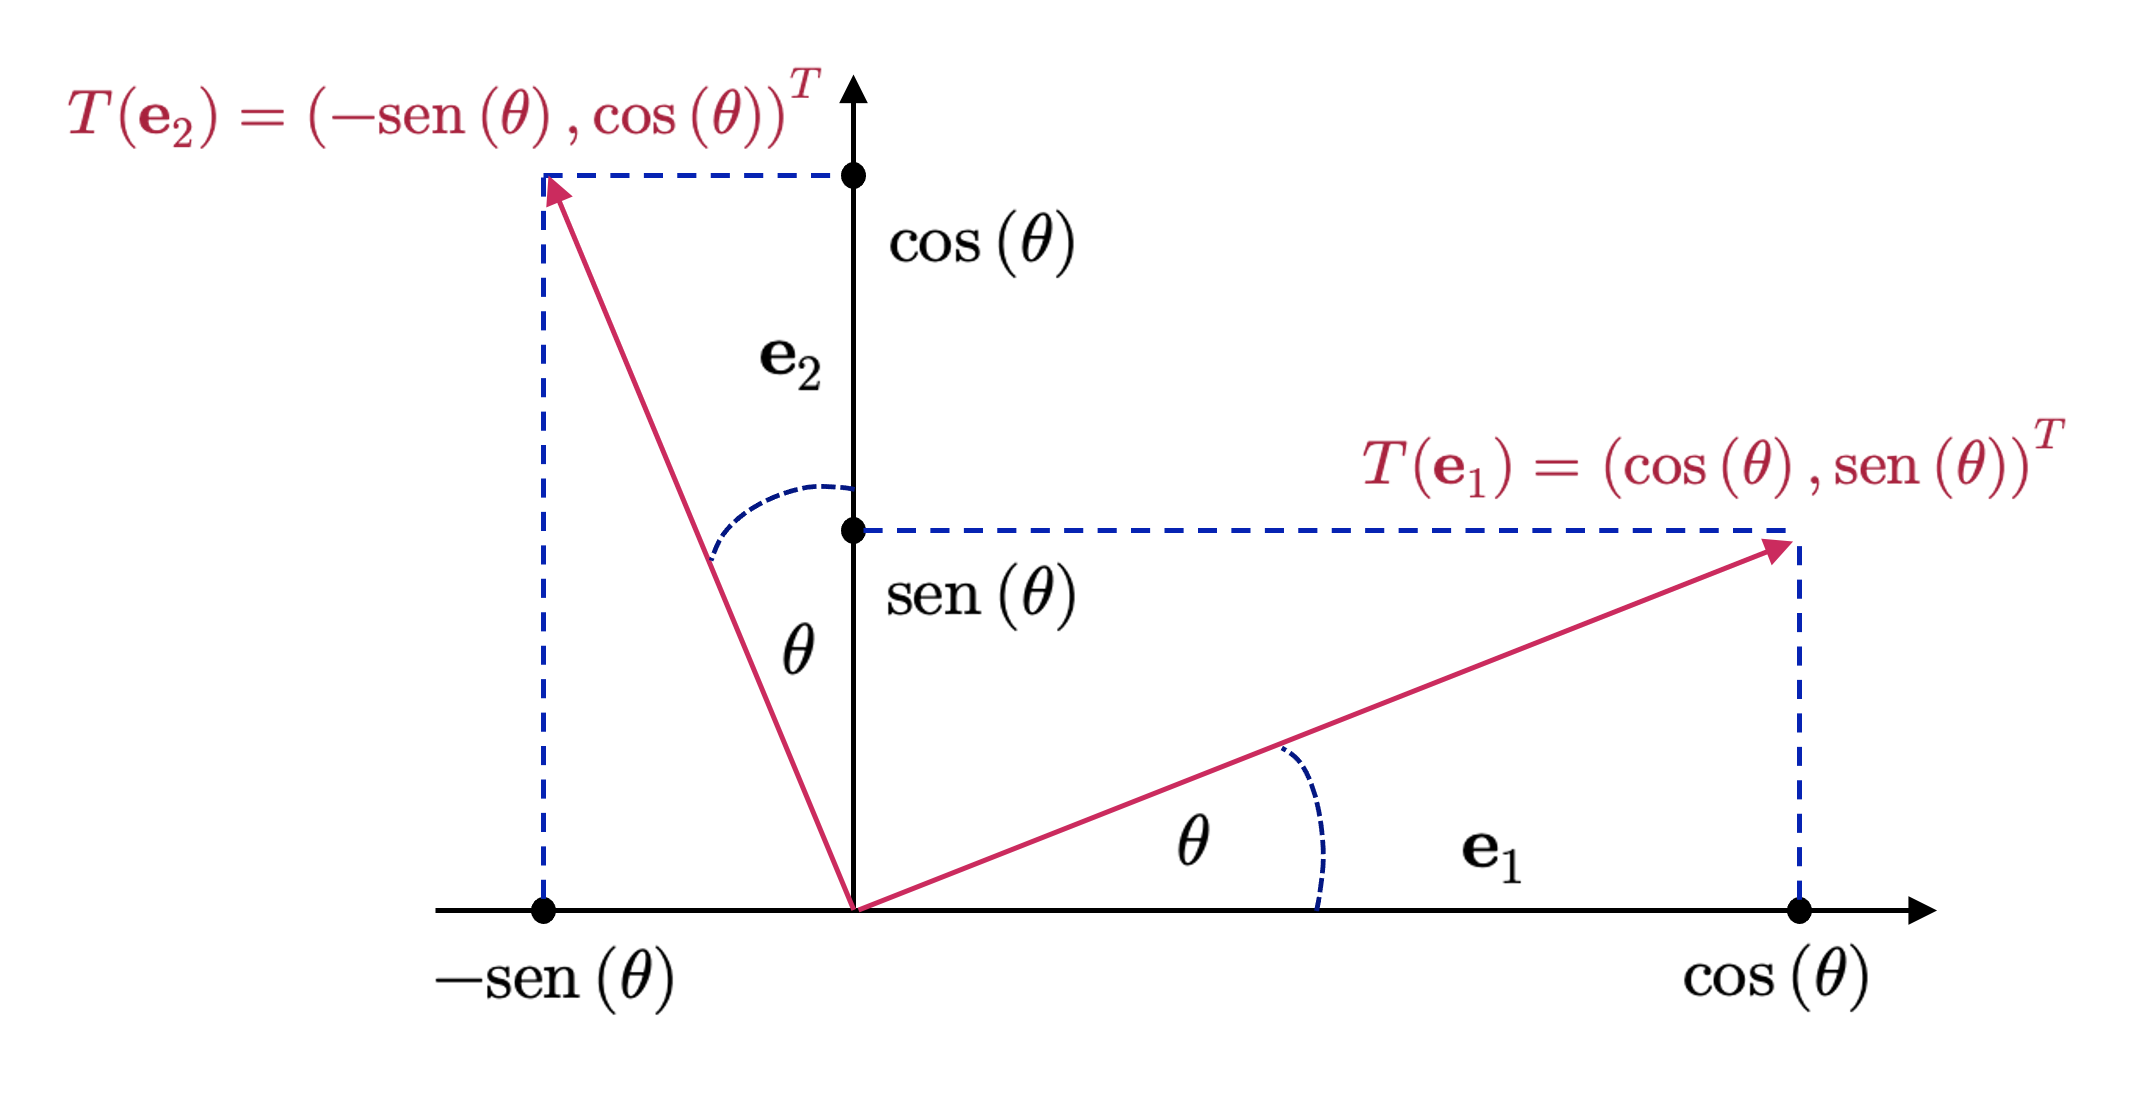 T(e₂) = (−sen (θ) , cos (θ))ᵀ
cos (θ)
e₂
T(e₁) = (cos (θ) , sen (θ))ᵀ
sen (θ)
θ
θ
e₁
−sen (θ)
cos (θ)